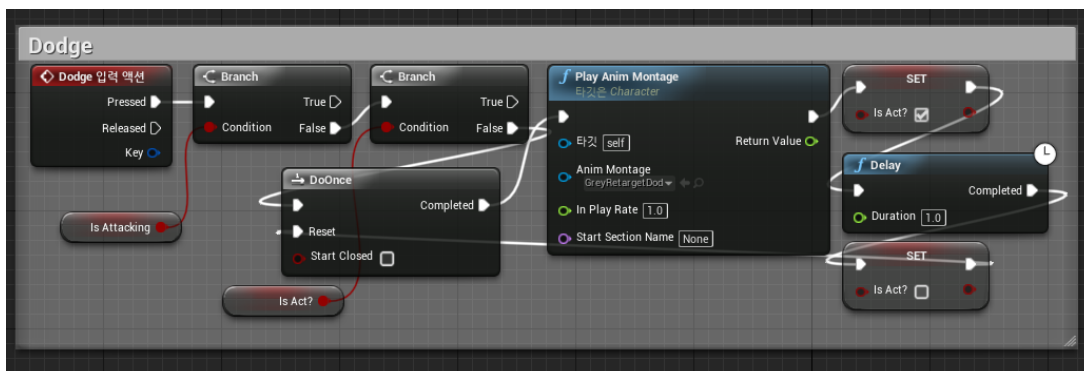 Dodge
Dodge 입력 액션
Pressed
Released
Key
Branch
True
Condition
False
Branch
True
Condition
False
Play Anim Montage
타깃은 Character
타깃
self
Return Value
Anim Montage
GreyRetargetDod
In Play Rate
1.0
Start Section Name
None
SET
Is Act?
Delay
Completed
Duration
1.0
SET
Is Act?
DoOnce
Completed
Reset
Start Closed
Is Attacking
Is Act?